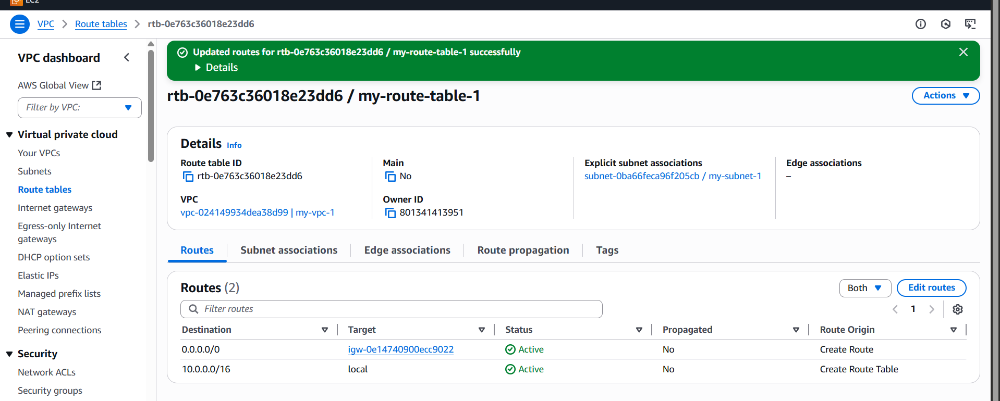 EC2
VPC > Route tables > rtb-0e763c36018e23dd6
VPC dashboard
AWS Global View
Filter by VPC:
Virtual private cloud
Your VPCs
Subnets
Route tables
Internet gateways
Egress-only Internet
gateways
DHCP option sets
Elastic IPs
Managed prefix lists
NAT gateways
Peering connections
Security
Network ACLs
Security groups
Updated routes for rtb-0e763c36018e23dd6 / my-route-table-1 successfully
Details
rtb-0e763c36018e23dd6 / my-route-table-1
Actions
Details Info
Route table ID
rtb-0e763c36018e23dd6
Main
No
Explicit subnet associations
subnet-0ba66feca96f205cb / my-subnet-1
Edge associations
–
VPC
vpc-024149934dea38d99 | my-vpc-1
Owner ID
801341413951
Routes Subnet associations Edge associations Route propagation Tags
Routes (2)
Both
Edit routes
Filter routes
1
Destination Target Status Propagated Route Origin
0.0.0.0/0 igw-0e14740900ecc9022 Active No Create Route
10.0.0.0/16 local Active No Create Route Table